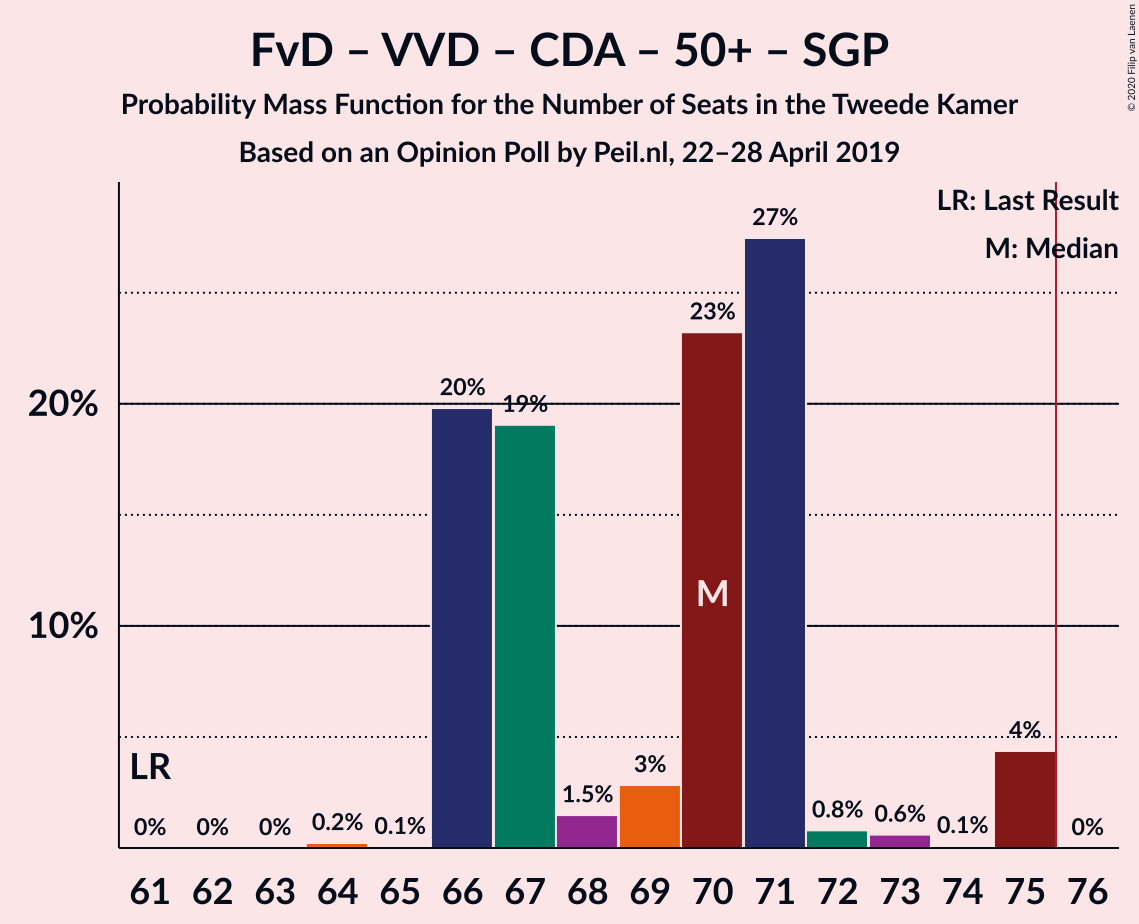 FvD – VVD – CDA – 50+ – SGP
Probability Mass Function for the Number of Seats in the Tweede Kamer
Based on an Opinion Poll by Peil.nl, 22–28 April 2019
© 2020 Filip van Laenen
LR: Last Result
M: Median
27%
23%
20%
19%
20%
M
10%
4%
LR
3%
1.5%
0.8%
0.6%
0%
0%
0%
0.2%
0.1%
0.1%
0%
61 62 63 64 65 66 67 68 69 70 71 72 73 74 75 76